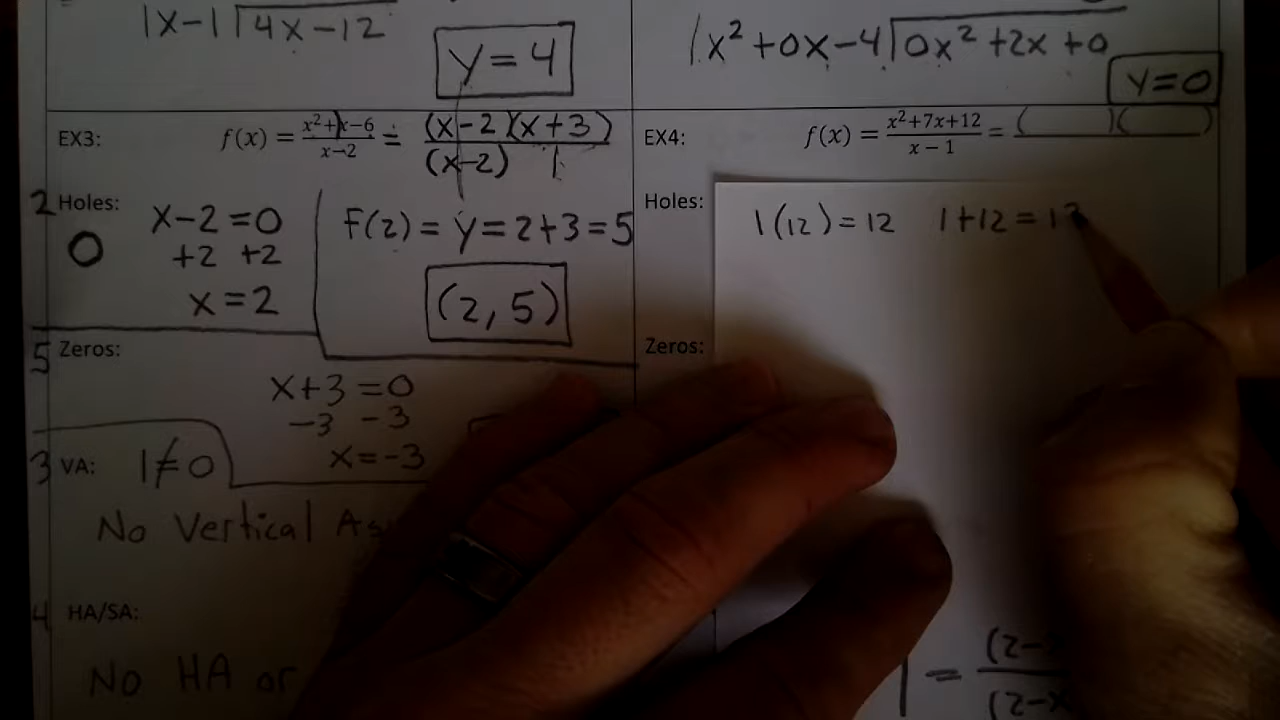 1x-1 | 4x-12
y=4
1x²+0x-4 | 0x²+2x+0
y=0
EX3: f(x) = x²+x-6 / x-2 = (x-2)(x+3) / (x-2) 1
2 Holes:
0
x-2=0
+2 +2
x=2
f(2)= y=2+3=5
(2,5)
5 Zeros:
x+3=0
-3 -3
x=-3
3 VA: 1≠0
No Vertical
4 HA/SA:
No HA or
EX4: f(x) = x²+7x+12 / x-1 = ( )( )
Holes:
1(12)=12 1+12=13
Zeros:
= (2- / (2-x